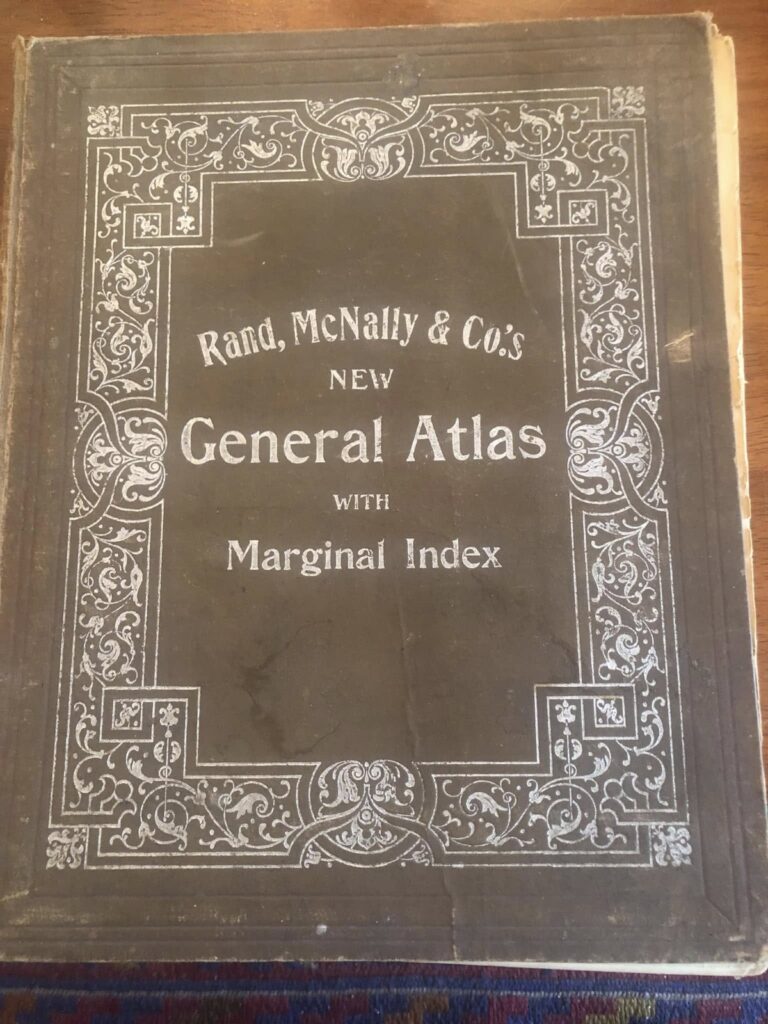 Rand, McNally & Co.'s
NEW
General Atlas
WITH
Marginal Index